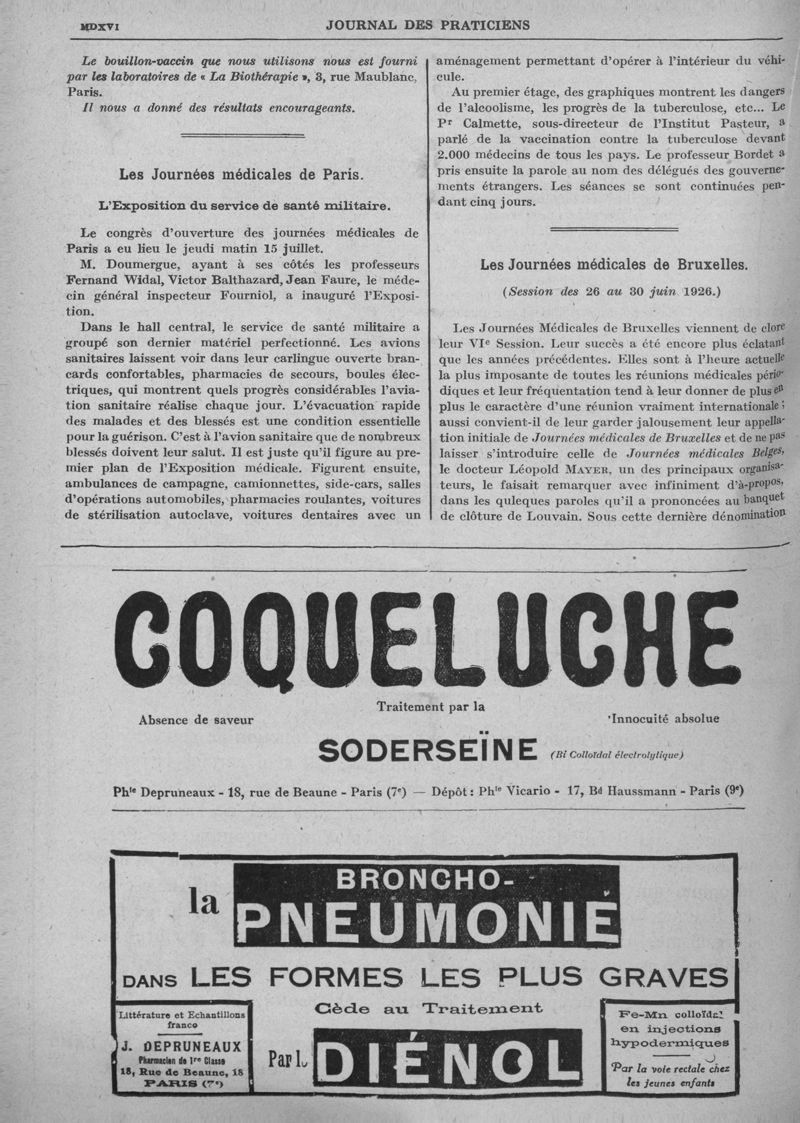 MDXVI
JOURNAL DES PRATICIENS
Le bouillon-vaccin que nous utilisons nous est fourni
par les laboratoires de « La Biothérapie », 3, rue Maublanc,
Paris.
Il nous a donné des résultats encourageants.
Les Journées médicales de Paris.
L'Exposition du service de santé militaire.
Le congrès d'ouverture des journées médicales de
Paris a eu lieu le jeudi matin 15 juillet.
M. Doumergue, ayant à ses côtés les professeurs
Fernand Widal, Victor Balthazard, Jean Faure, le méde-
cin général inspecteur Fourniol, a inauguré l'Exposi-
tion.
Dans le hall central, le service de santé militaire a
groupé son dernier matériel perfectionné. Les avions
sanitaires laissent voir dans leur carlingue ouverte bran-
cards confortables, pharmacies de secours, boules élec-
triques, qui montrent quels progrès considérables l'avia-
tion sanitaire réalise chaque jour. L'évacuation rapide
des malades et des blessés est une condition essentielle
pour la guérison. C'est à l'avion sanitaire que de nombreux
blessés doivent leur salut. Il est juste qu'il figure au pre-
mier plan de l'Exposition médicale. Figurent ensuite,
ambulances de campagne, camionnettes, side-cars, salles
d'opérations automobiles, pharmacies roulantes, voitures
de stérilisation autoclave, voitures dentaires avec un
aménagement permettant d'opérer à l'intérieur du véhi-
cule.
Au premier étage, des graphiques montrent les dangers
de l'alcoolisme, les progrès de la tuberculose, etc... Le
Pr Calmette, sous-directeur de l'Institut Pasteur, a
parlé de la vaccination contre la tuberculose devant
2.000 médecins de tous les pays. Le professeur Bordet a
pris ensuite la parole au nom des délégués des gouverne-
ments étrangers. Les séances se sont continuées pen-
dant cinq jours.
Les Journées médicales de Bruxelles.
(Session des 26 au 30 juin 1926.)
Les Journées Médicales de Bruxelles viennent de clore
leur VIe Session. Leur succès a été encore plus éclatant
que les années précédentes. Elles sont à l'heure actuelle
la plus imposante de toutes les réunions médicales pério-
diques et leur fréquentation tend à leur donner de plus en
plus le caractère d'une réunion vraiment internationale ;
aussi convient-il de leur garder jalousement leur appella-
tion initiale de Journées médicales de Bruxelles et de ne pas
laisser s'introduire celle de Journées médicales Belges,
le docteur Léopold MAYER, un des principaux organisa-
teurs, le faisait remarquer avec infiniment d'à-propos,
dans les quleques paroles qu'il a prononcées au banquet
de clôture de Louvain. Sous cette dernière dénomination
COQUELUCHE
Traitement par la
Absence de saveur
Innocuité absolue
SODERSEÏNE (Bi Colloïdal électrolytique)
Phie Depruneaux - 18, rue de Beaune - Paris (7e) — Dépôt : Phie Vicario - 17, Bd Haussmann - Paris (9e)
la BRONCHO-
PNEUMONIE
DANS LES FORMES LES PLUS GRAVES
Cède au Traitement
Littérature et Echantillons
franco
J. DEPRUNEAUX
Pharmacien de 1re Classe
18, Rue de Beaune, 18
PARIS (7e)
Par le DIÉNOL
Fe-Mn colloïdal
en injections
hypodermiques
Par la voie rectale chez
les jeunes enfants